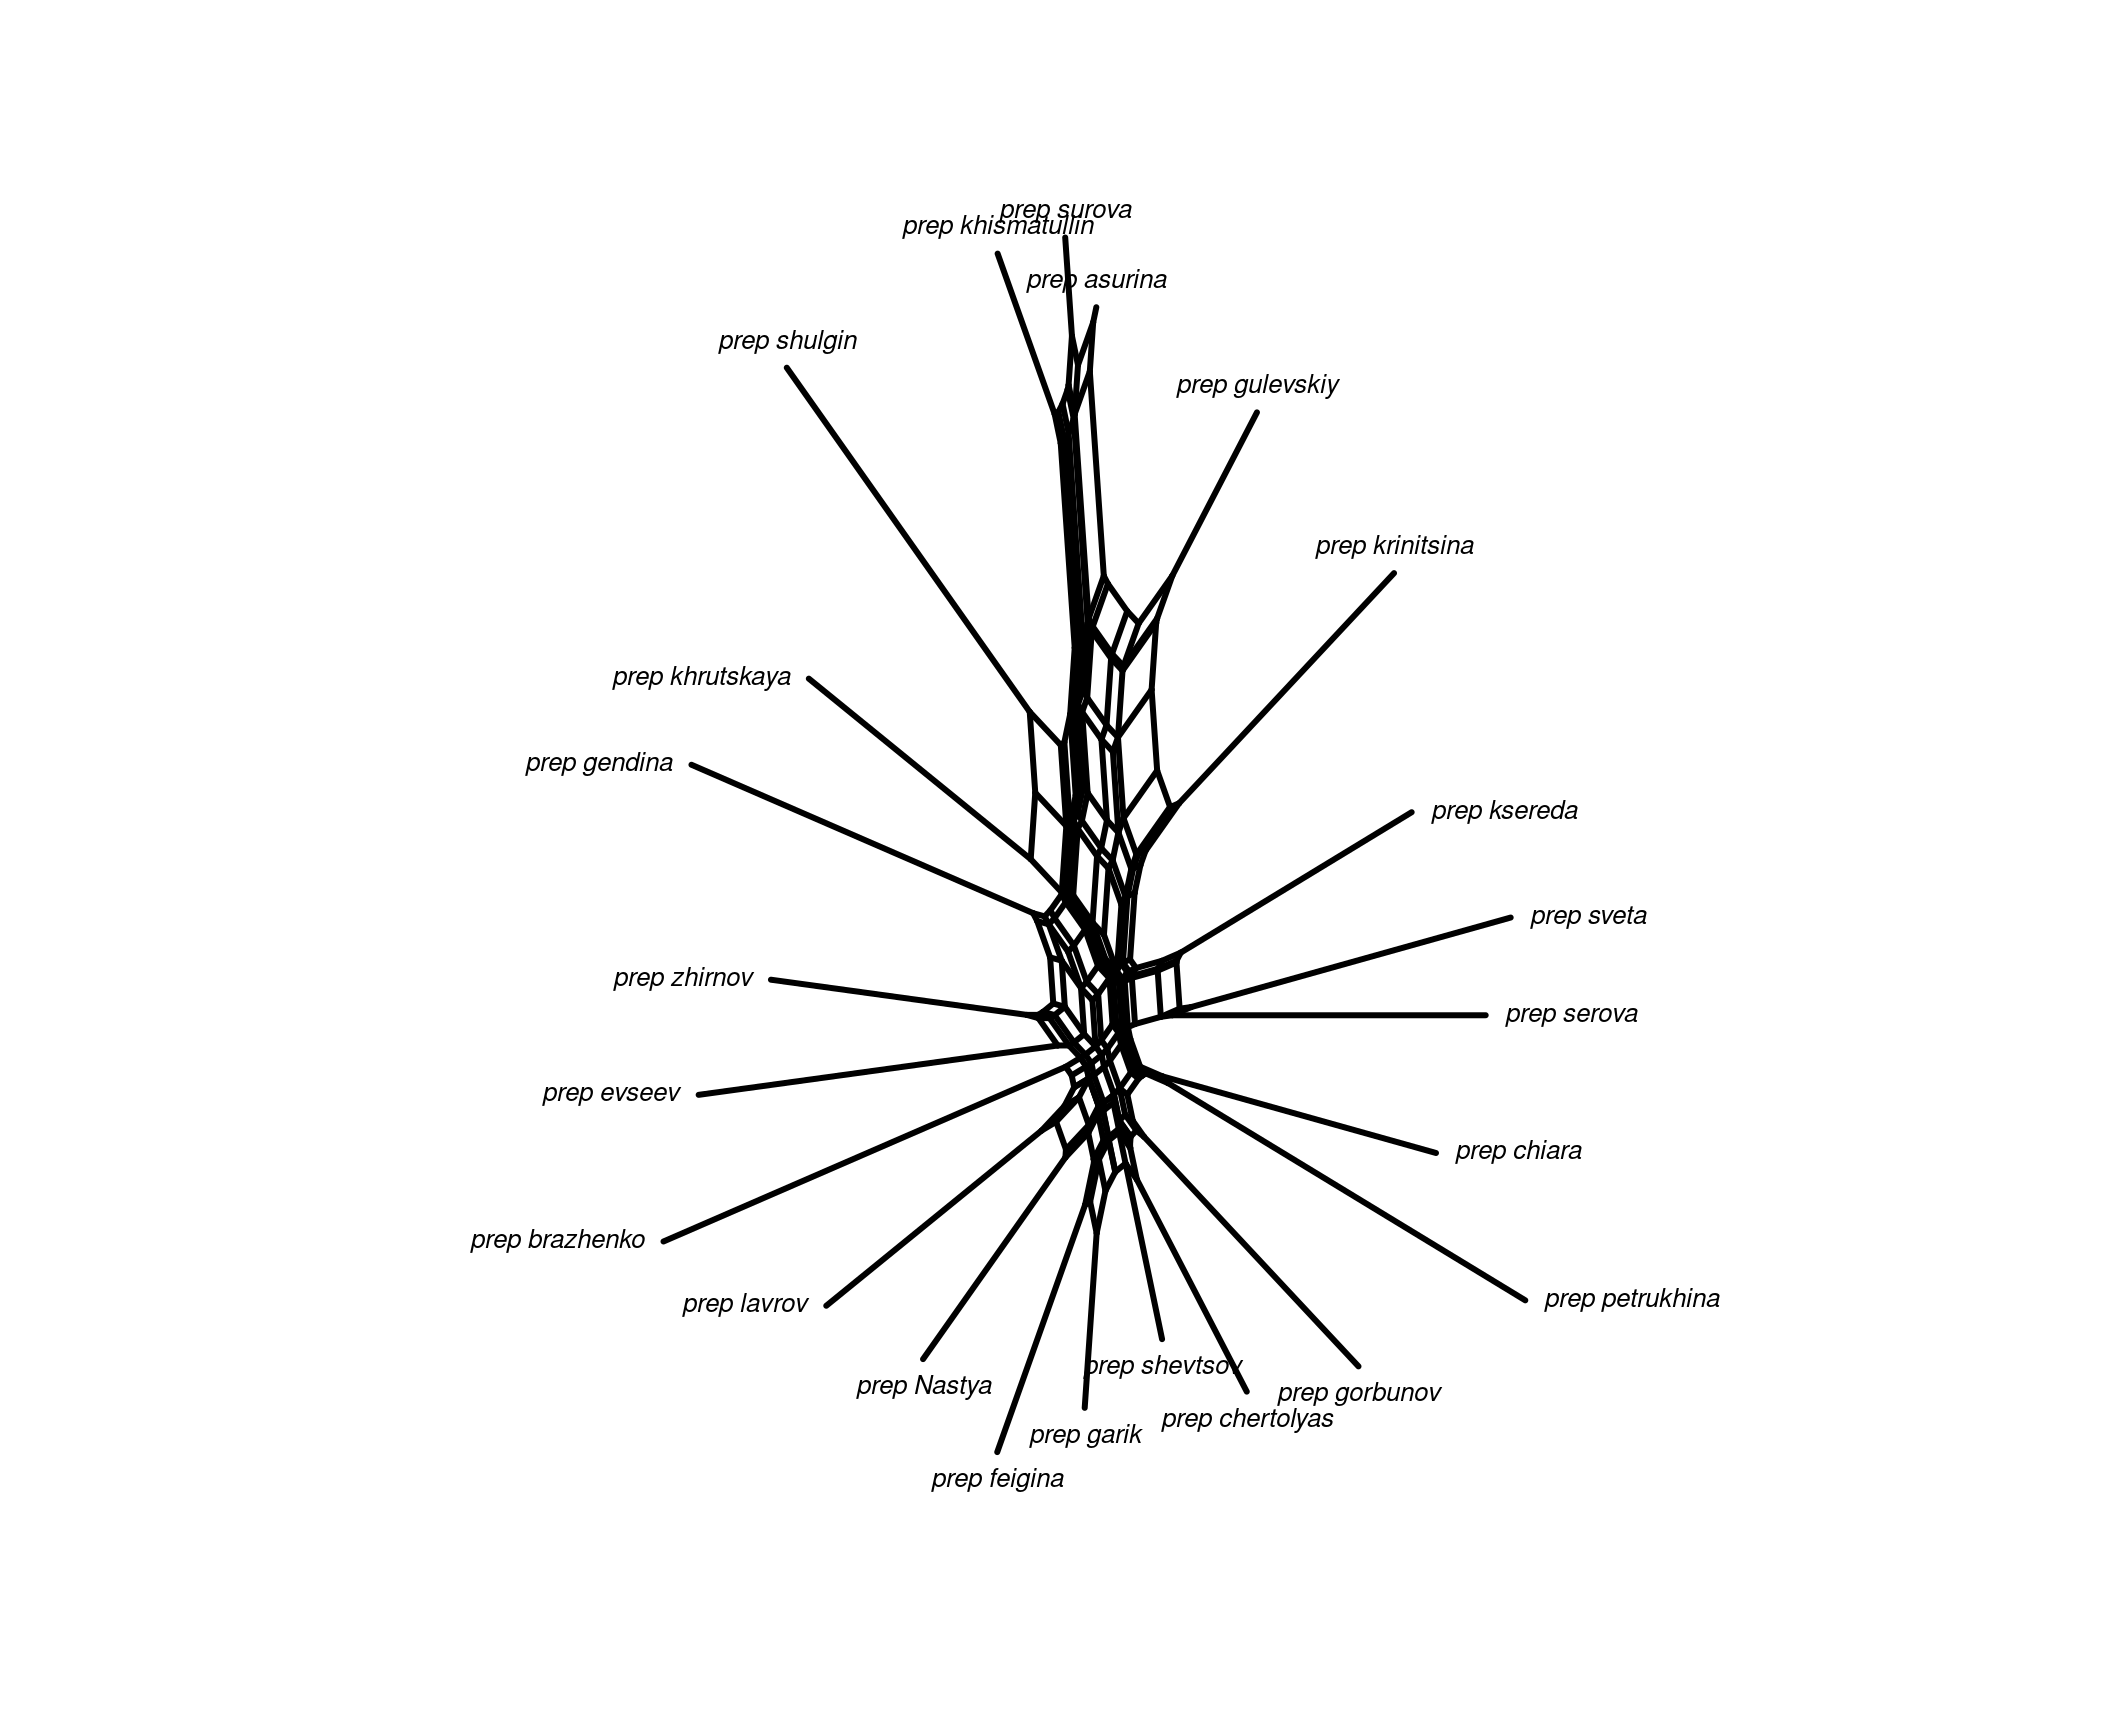 prep surova
prep khismatullin
prep asurina
prep shulgin
prep gulevskiy
prep krinitsina
prep khrutskaya
prep gendina
prep ksereda
prep sveta
prep zhirnov
prep serova
prep evseev
prep chiara
prep brazhenko
prep petrukhina
prep lavrov
prep shevtsov
prep Nastya
prep gorbunov
prep chertolyas
prep garik
prep feigina